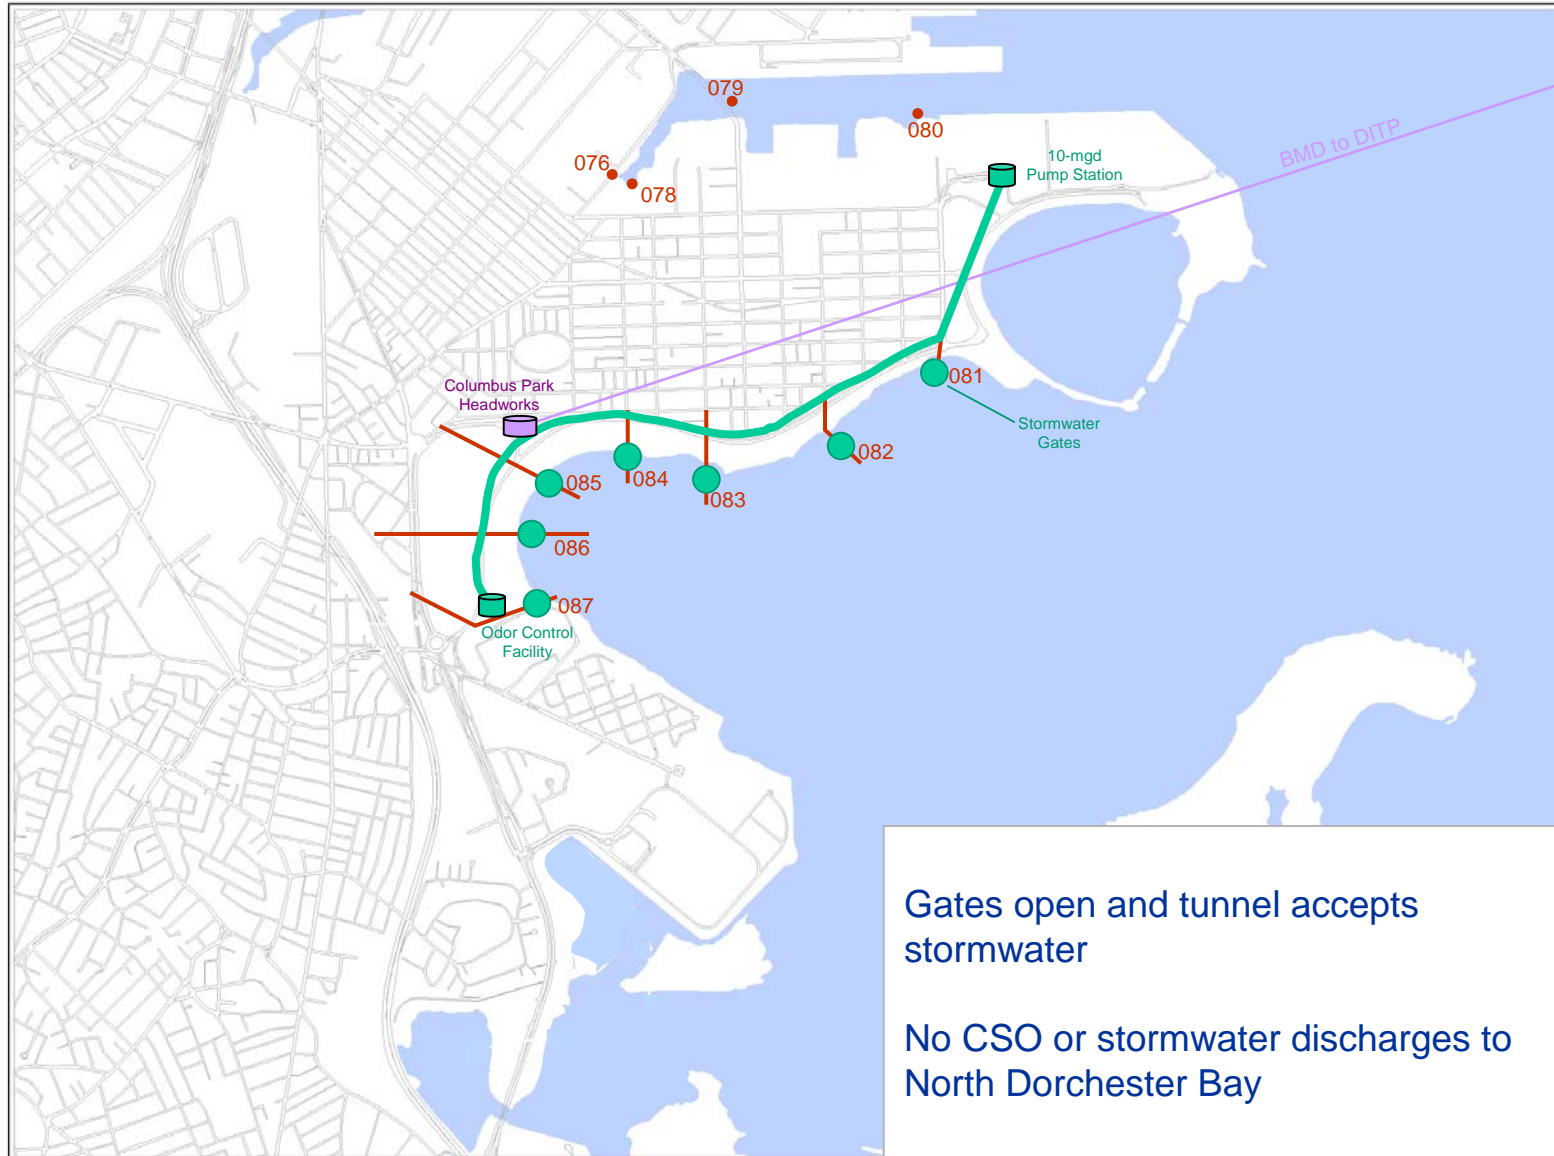 079
080
BMD to DITP
10-mgd
Pump Station
076
078
Columbus Park
Headworks
081
Stormwater
Gates
082
085
084
083
086
087
Odor Control
Facility
Gates open and tunnel accepts
stormwater
No CSO or stormwater discharges to
North Dorchester Bay